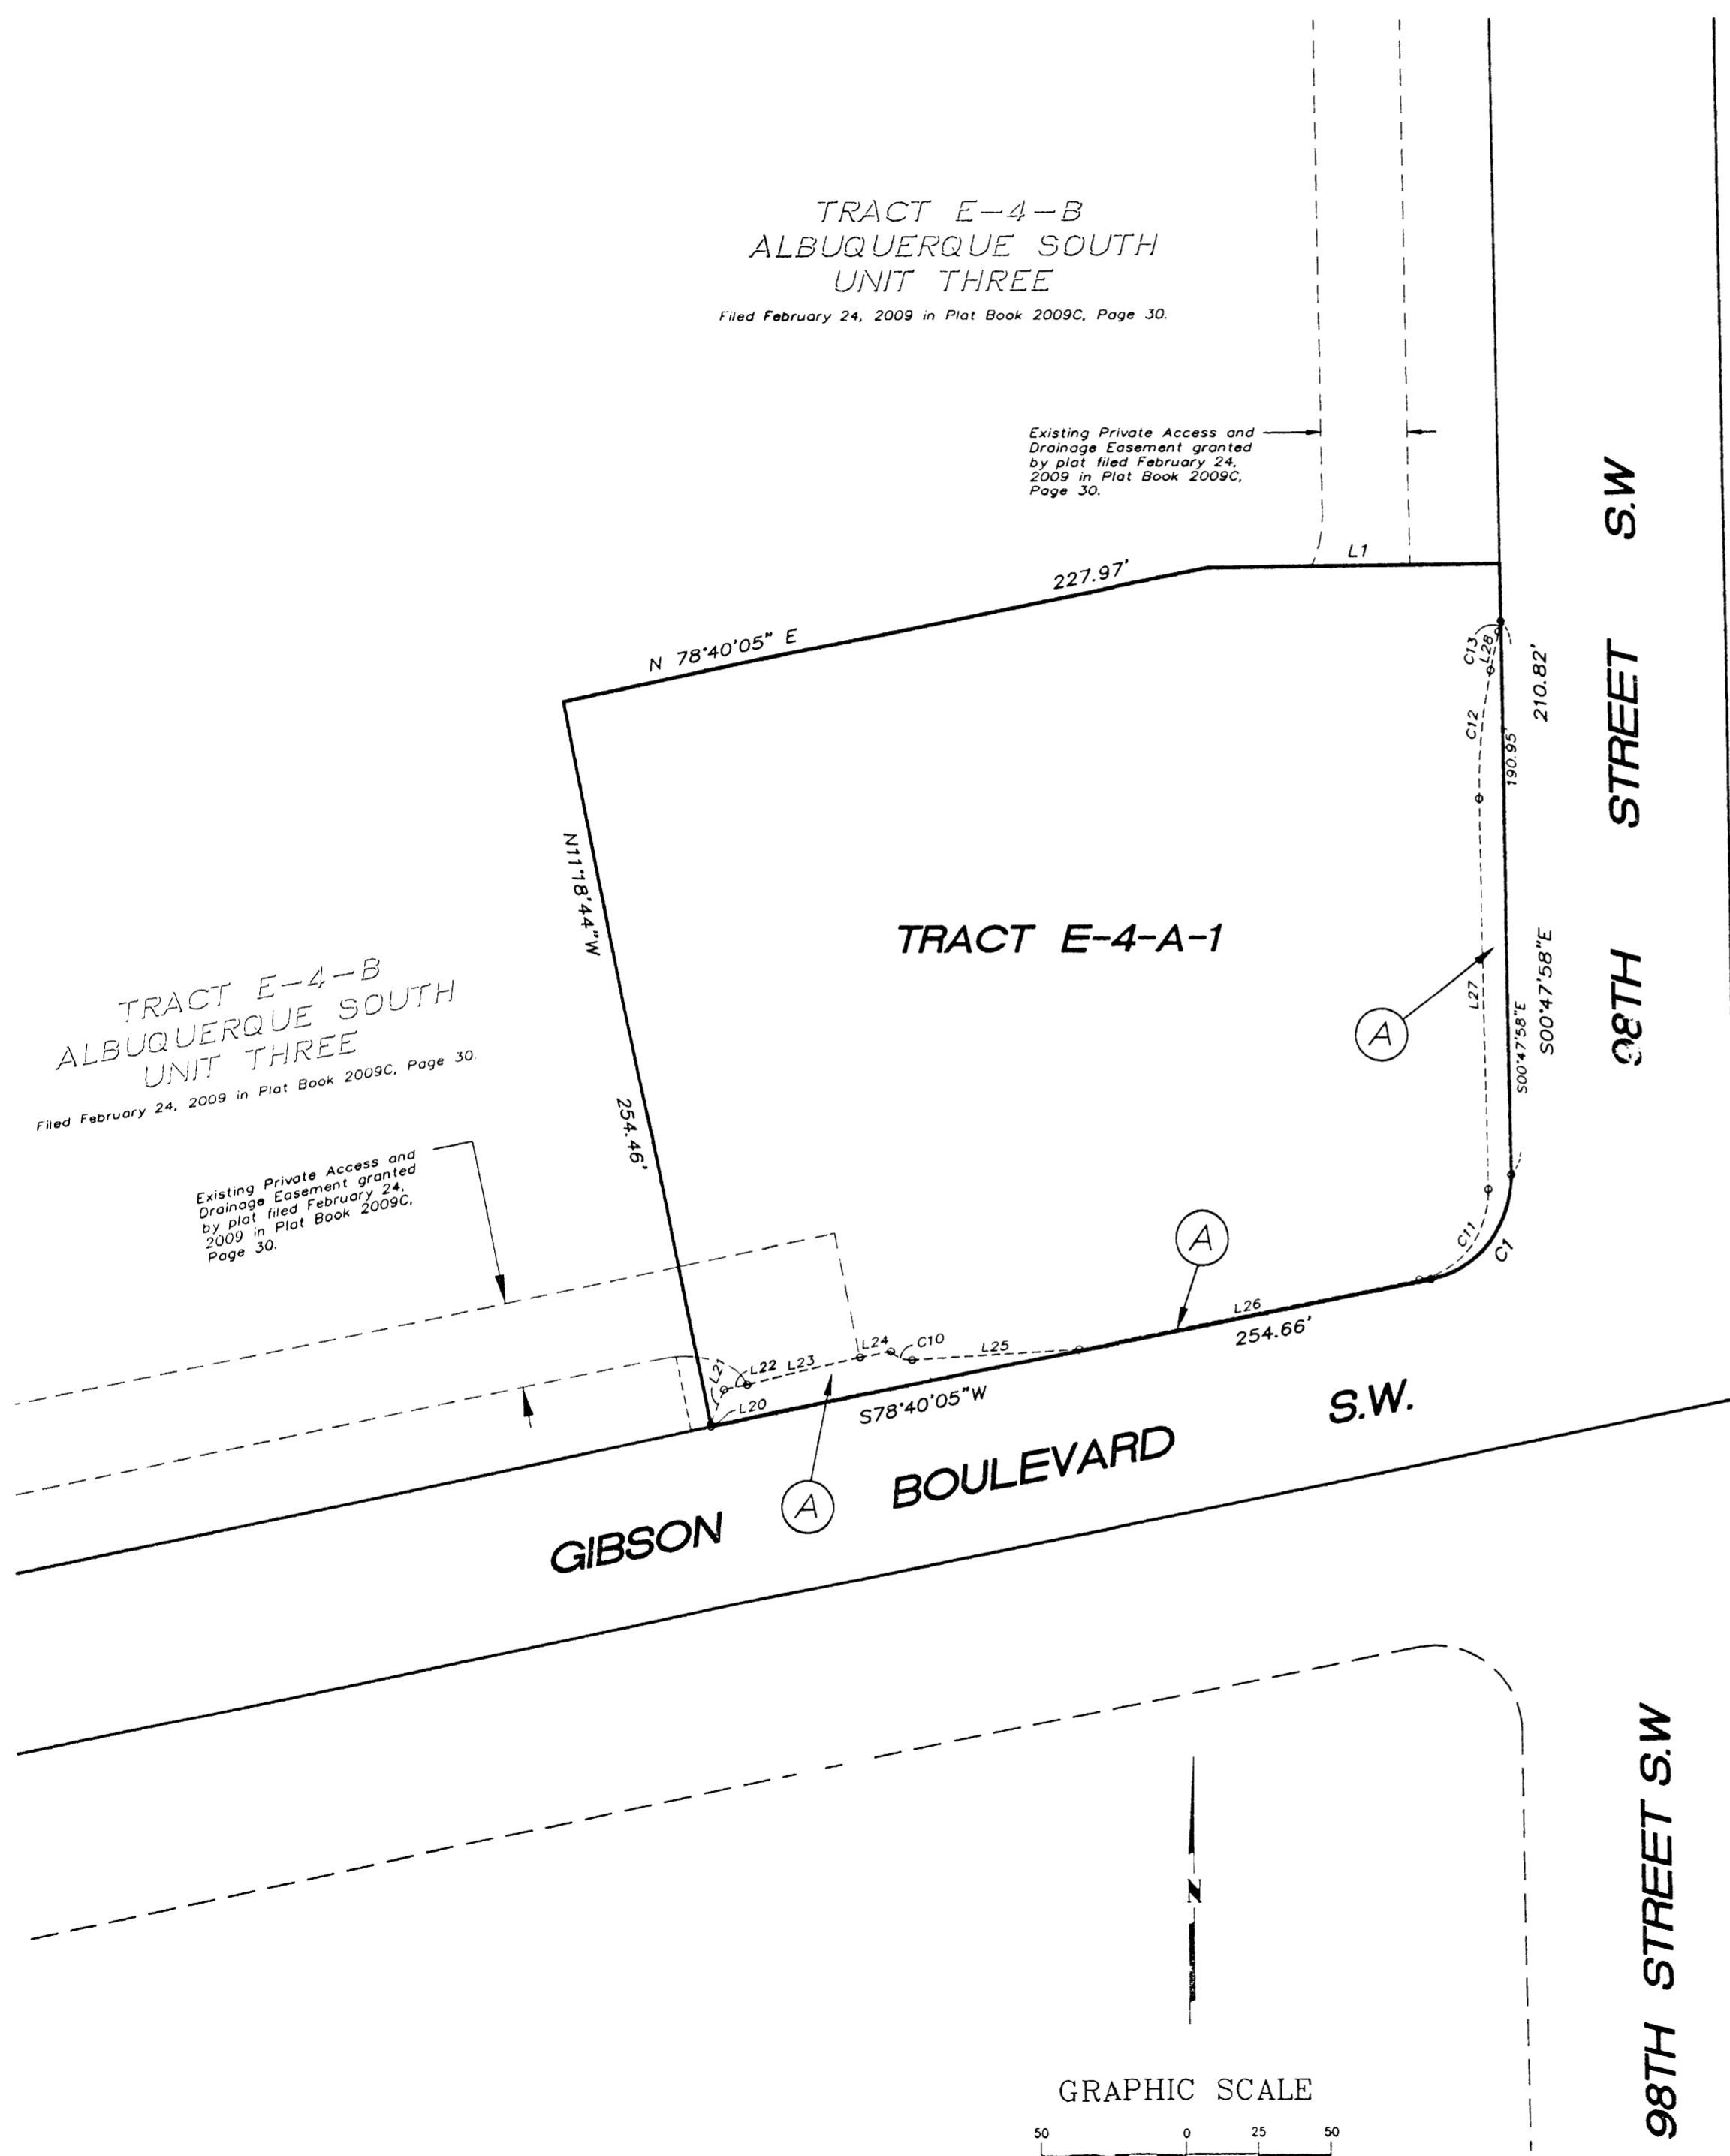 TRACT E-4-B
ALBUQUERQUE SOUTH
UNIT THREE
Filed February 24, 2009 in Plat Book 2009C, Page 30.
Existing Private Access and
Drainage Easement granted
by plat filed February 24,
2009 in Plat Book 2009C,
Page 30.
L1
227.97'
N 78°40'05" E
C13
L28
C12
190.95'
210.82'
98TH STREET S.W
N11°18'44"W
254.46'
TRACT E-4-A-1
A
L27
S00°47'58"E
S00°47'58"E
TRACT E-4-B
ALBUQUERQUE SOUTH
UNIT THREE
Filed February 24, 2009 in Plat Book 2009C, Page 30.
Existing Private Access and
Drainage Easement granted
by plat filed February 24,
2009 in Plat Book 2009C,
Page 30.
A
C11
C1
L26
254.66'
L24
C10
L25
L21
L22
L23
L20
S78°40'05"W
A
GIBSON BOULEVARD S.W.
N
98TH STREET S.W
GRAPHIC SCALE
50 0 25 50